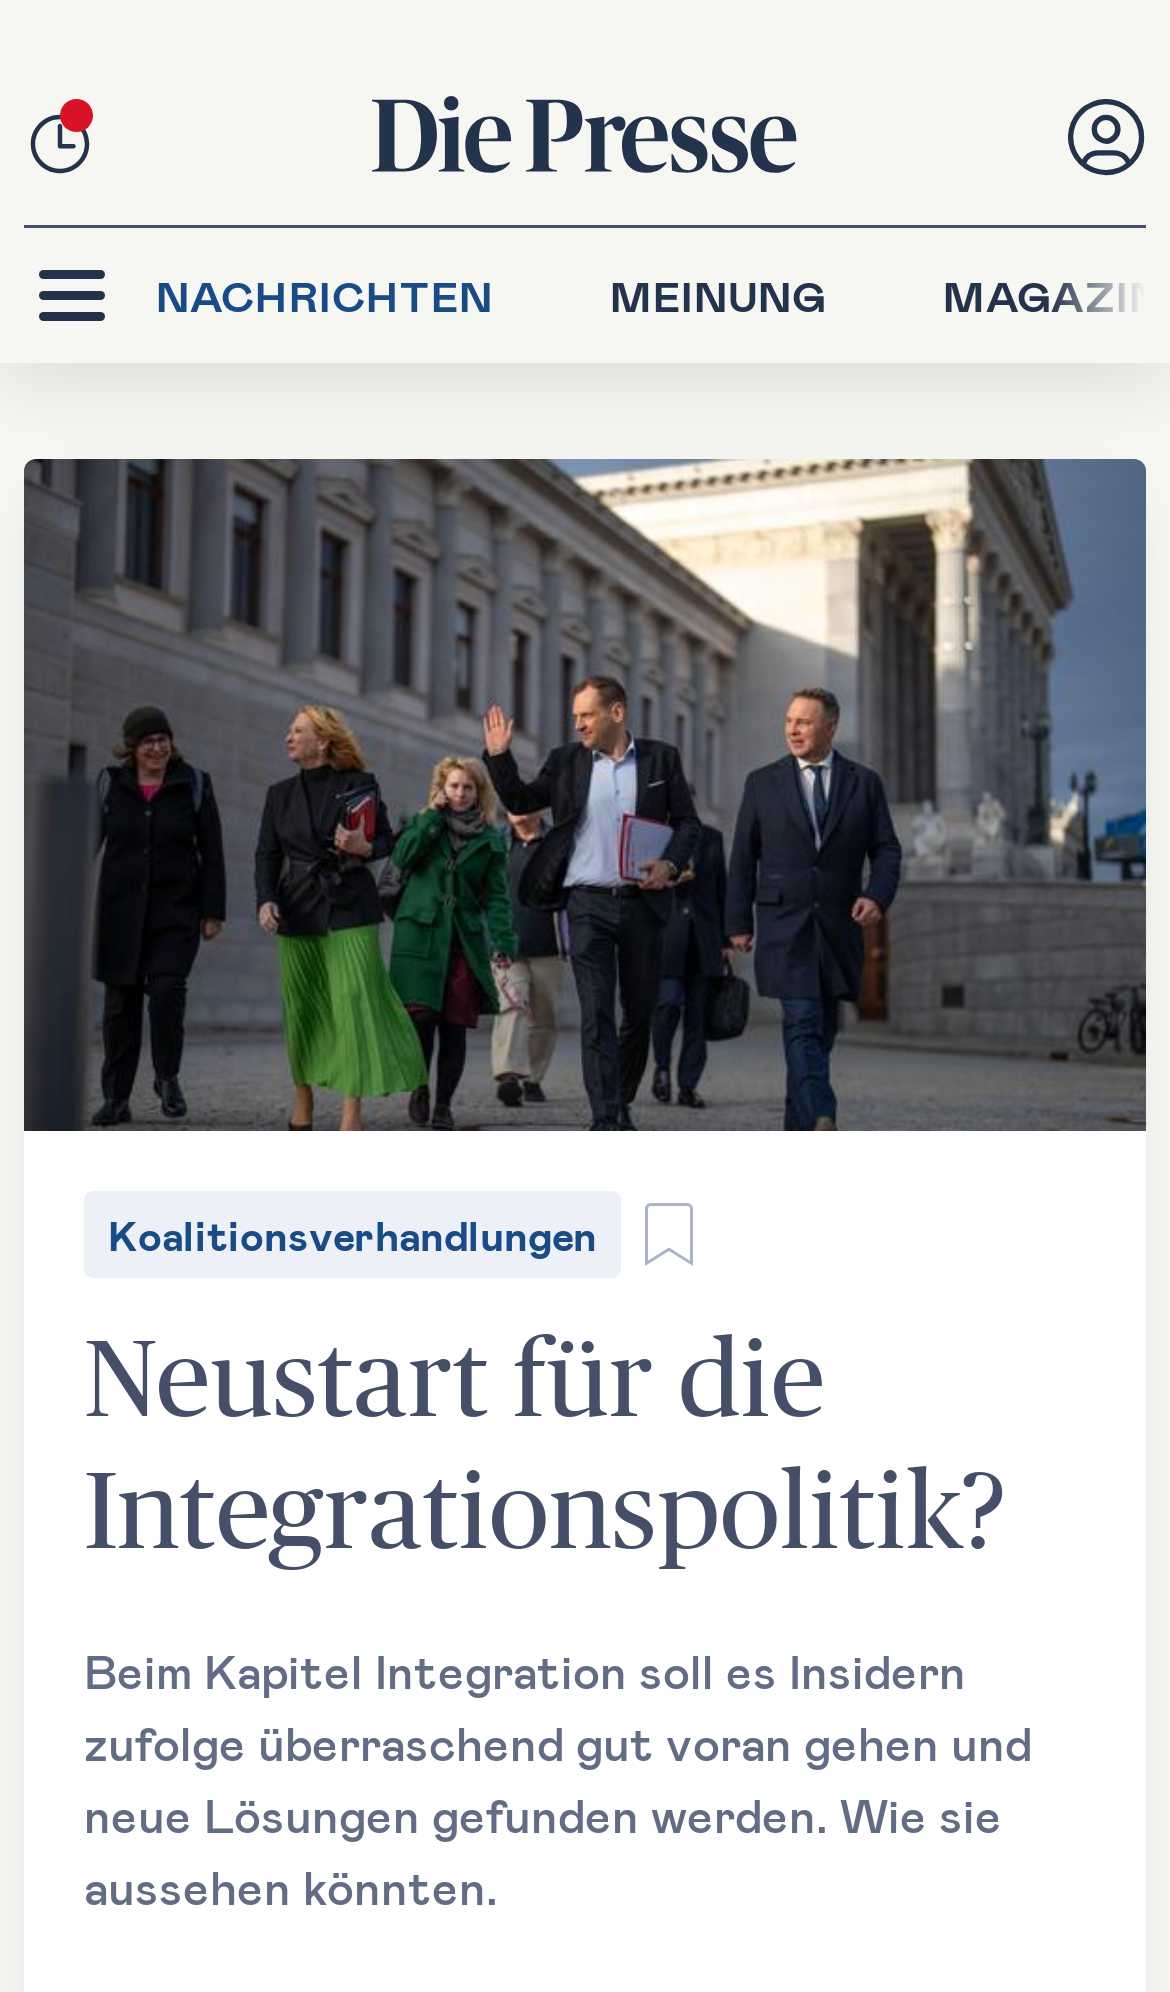 Die Presse
NACHRICHTEN MEINUNG MAGAZIN
Koalitionsverhandlungen
Neustart für die
Integrationspolitik?
Beim Kapitel Integration soll es Insidern
zufolge überraschend gut voran gehen und
neue Lösungen gefunden werden. Wie sie
aussehen könnten.